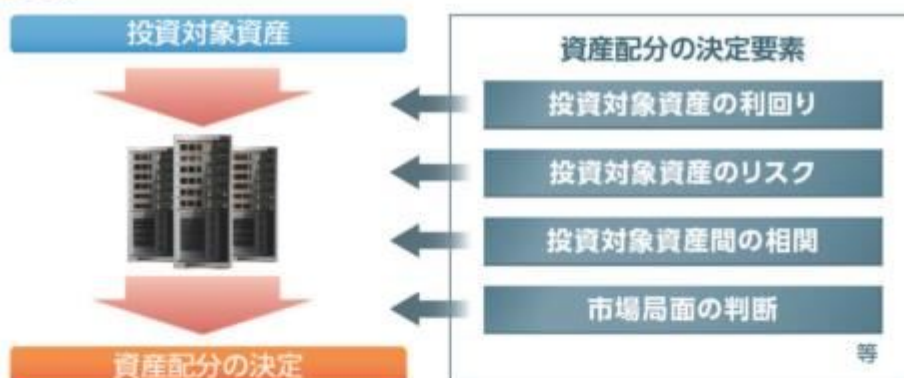 投資対象資産
資産配分の決定要素
投資対象資産の利回り
投資対象資産のリスク
投資対象資産間の相関
市場局面の判断
等
資産配分の決定